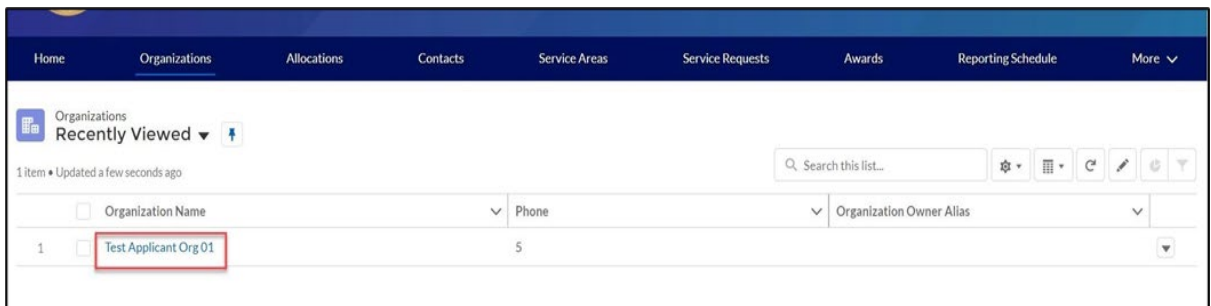 Home Organizations Allocations Contacts Service Areas Service Requests Awards Reporting Schedule More
Organizations
Recently Viewed
1 item • Updated a few seconds ago
Search this list...
Organization Name Phone Organization Owner Alias
1 Test Applicant Org 01 5